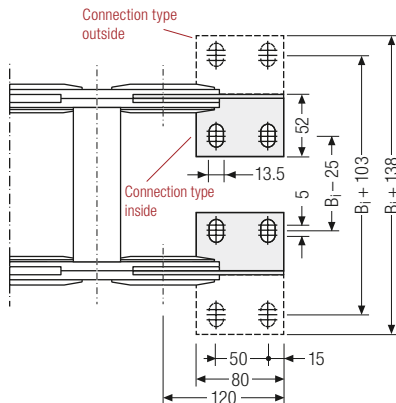 Connection type
outside
52
13.5
Connection type
inside
5
Bi – 25
Bi + 103
Bi + 138
50
15
80
120